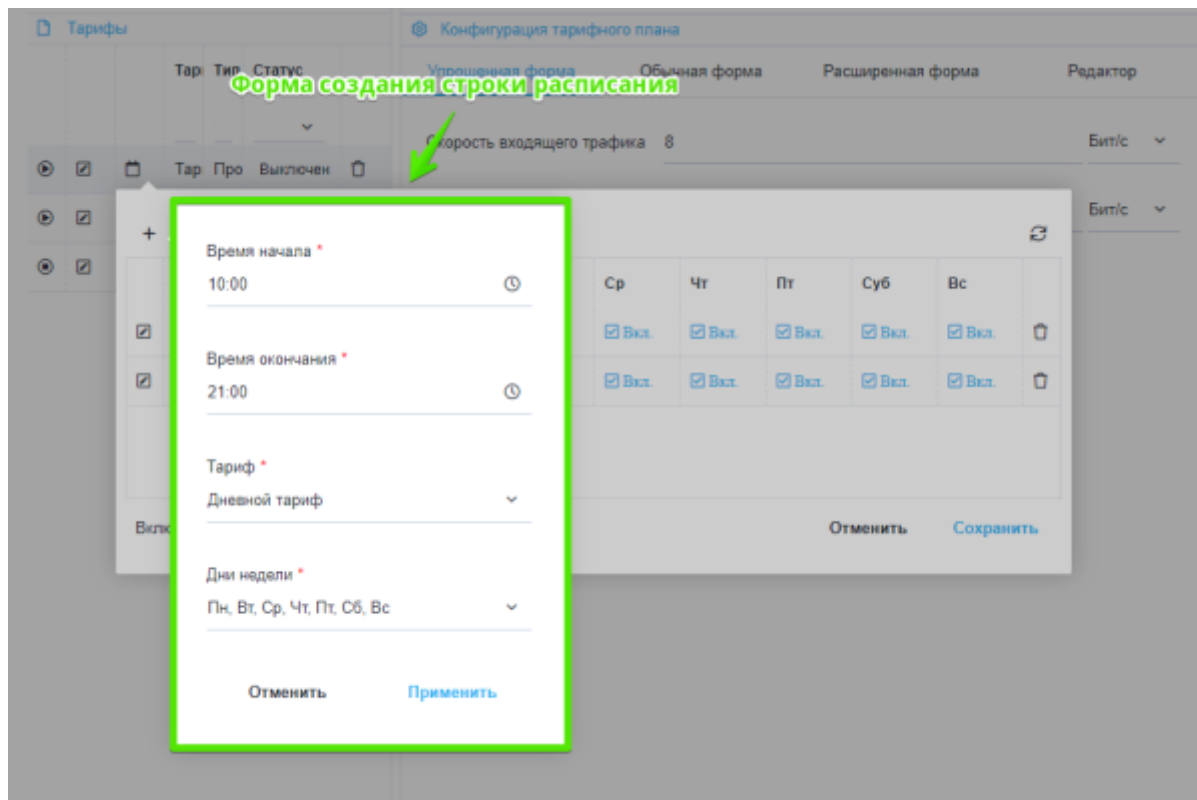 Тарифы
Конфигурация тарифного плана
Тар Тип Статус
Упрощенная форма Обычная форма Расширенная форма Редактор
Форма создания строки расписания
Скорость входящего трафика 8 Бит/с
Тар Про Выключен
Бит/с
+
Время начала *
10:00
Ср Чт Пт Суб Вс
Вкл. Вкл. Вкл. Вкл. Вкл.
Время окончания *
21:00
Вкл. Вкл. Вкл. Вкл. Вкл.
Тариф *
Дневной тариф
Отменить Сохранить
Дни недели *
Пн, Вт, Ср, Чт, Пт, Сб, Вс
Отменить Применить